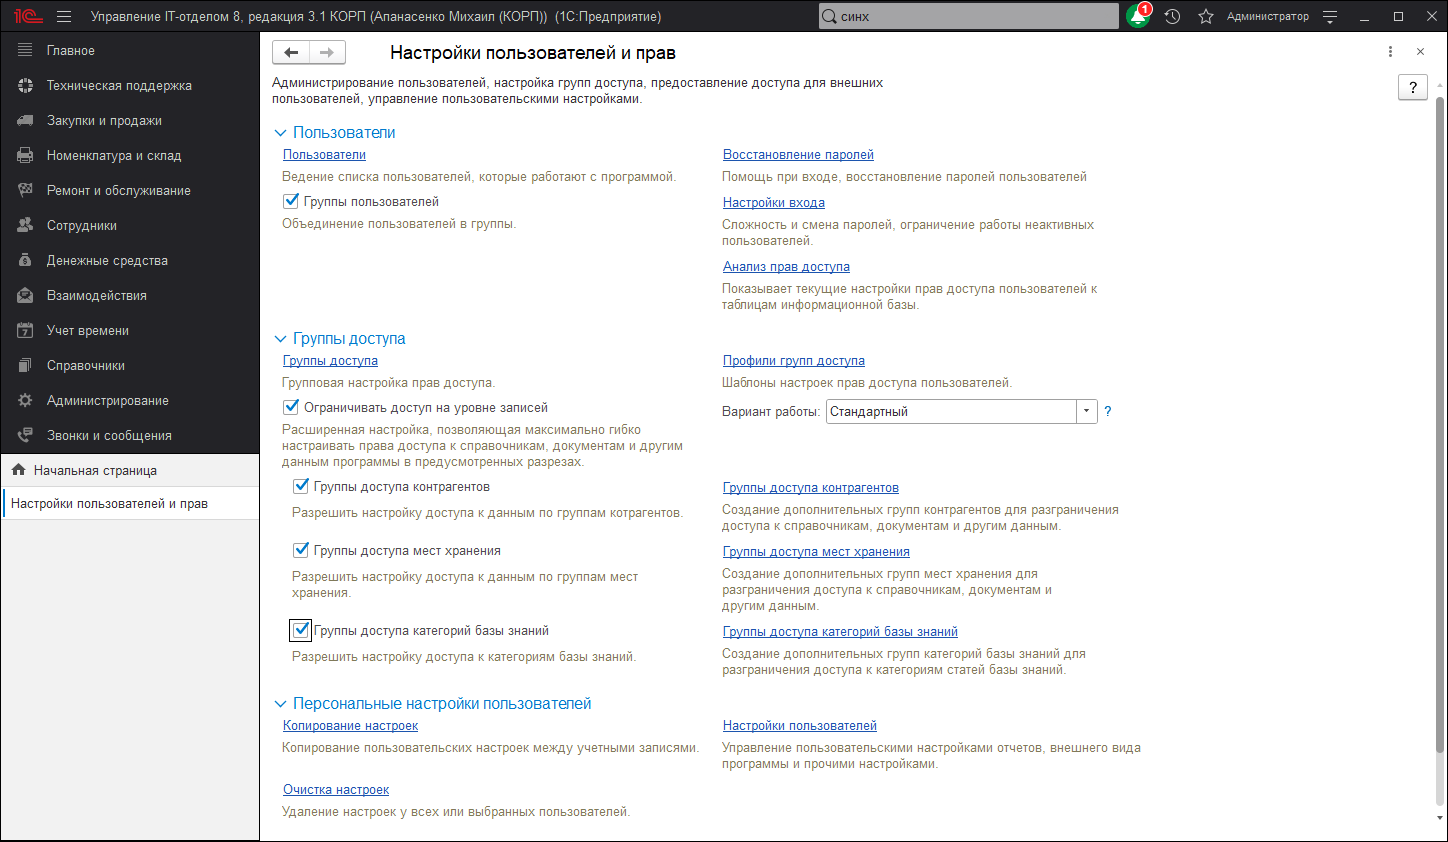 1С Управление IT-отделом 8, редакция 3.1 КОРП (Апанасенко Михаил (КОРП)) (1С:Предприятие) синх 1 Администратор
Главное
Техническая поддержка
Закупки и продажи
Номенклатура и склад
Ремонт и обслуживание
Сотрудники
Денежные средства
Взаимодействия
Учет времени
Справочники
Администрирование
Звонки и сообщения
Начальная страница
Настройки пользователей и прав
Настройки пользователей и прав
Администрирование пользователей, настройка групп доступа, предоставление доступа для внешних
пользователей, управление пользовательскими настройками.
?
Пользователи
Пользователи
Ведение списка пользователей, которые работают с программой.
Группы пользователей
Объединение пользователей в группы.
Восстановление паролей
Помощь при входе, восстановление паролей пользователей
Настройки входа
Сложность и смена паролей, ограничение работы неактивных
пользователей.
Анализ прав доступа
Показывает текущие настройки прав доступа пользователей к
таблицам информационной базы.
Группы доступа
Группы доступа
Групповая настройка прав доступа.
Профили групп доступа
Шаблоны настроек прав доступа пользователей.
Ограничивать доступ на уровне записей
Расширенная настройка, позволяющая максимально гибко
настраивать права доступа к справочникам, документам и другим
данным программы в предусмотренных разрезах.
Вариант работы: Стандартный ?
Группы доступа контрагентов
Разрешить настройку доступа к данным по группам котрагентов.
Группы доступа контрагентов
Создание дополнительных групп контрагентов для разграничения
доступа к справочникам, документам и другим данным.
Группы доступа мест хранения
Разрешить настройку доступа к данным по группам мест
хранения.
Группы доступа мест хранения
Создание дополнительных групп мест хранения для
разграничения доступа к справочникам, документам и
другим данным.
Группы доступа категорий базы знаний
Разрешить настройку доступа к категориям базы знаний.
Группы доступа категорий базы знаний
Создание дополнительных групп категорий базы знаний для
разграничения доступа к категориям статей базы знаний.
Персональные настройки пользователей
Копирование настроек
Копирование пользовательских настроек между учетными записями.
Настройки пользователей
Управление пользовательскими настройками отчетов, внешнего вида
программы и прочими настройками.
Очистка настроек
Удаление настроек у всех или выбранных пользователей.